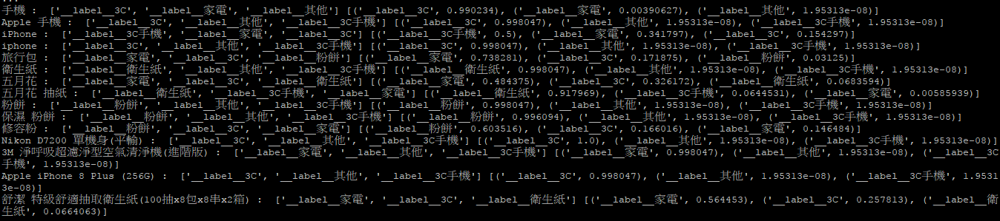 ...
手機 :  ['__label__3C', '__label__家電', '__label__其他'] [('__label__3C', 0.990234), ('__label__家電', 0.00390627), ('__label__其他', 1.95313e-08)]
Apple 手機 :  ['__label__3C', '__label__其他', '__label__3C手機'] [('__label__3C', 0.998047), ('__label__其他', 1.95313e-08), ('__label__3C手機', 1.95313e-08)]
iPhone :  ['__label__3C手機', '__label__家電', '__label__3C'] [('__label__3C手機', 0.5), ('__label__家電', 0.341797), ('__label__3C', 0.154297)]
iphone :  ['__label__3C', '__label__其他', '__label__3C手機'] [('__label__3C', 0.998047), ('__label__其他', 1.95313e-08), ('__label__3C手機', 1.95313e-08)]
旅行包 :  ['__label__家電', '__label__3C', '__label__粉餅'] [('__label__家電', 0.738281), ('__label__3C', 0.171875), ('__label__粉餅', 0.03125)]
衛生紙 :  ['__label__衛生紙', '__label__其他', '__label__3C手機'] [('__label__衛生紙', 0.998047), ('__label__其他', 1.95313e-08), ('__label__3C手機', 1.95313e-08)]
五月花 :  ['__label__家電', '__label__3C', '__label__衛生紙'] [('__label__家電', 0.484375), ('__label__3C', 0.326172), ('__label__衛生紙', 0.0683594)]
五月花 抽紙 :  ['__label__衛生紙', '__label__3C手機', '__label__家電'] [('__label__衛生紙', 0.917969), ('__label__3C手機', 0.0644531), ('__label__家電', 0.00585939)]
粉餅 :  ['__label__粉餅', '__label__其他', '__label__3C手機'] [('__label__粉餅', 0.998047), ('__label__其他', 1.95313e-08), ('__label__3C手機', 1.95313e-08)]
保濕 粉餅 :  ['__label__粉餅', '__label__其他', '__label__3C手機'] [('__label__粉餅', 0.996094), ('__label__其他', 1.95313e-08), ('__label__3C手機', 1.95313e-08)]
修容粉 :  ['__label__粉餅', '__label__3C', '__label__家電'] [('__label__粉餅', 0.603516), ('__label__3C', 0.166016), ('__label__家電', 0.146484)]
Nikon D7200 單機身(平輸) :  ['__label__3C', '__label__其他', '__label__3C手機'] [('__label__3C', 1.0), ('__label__其他', 1.95313e-08), ('__label__3C手機', 1.95313e-08)]
3M 淨呼吸超濾淨型空氣清淨機(進階版) :  ['__label__家電', '__label__其他', '__label__3C手機'] [('__label__家電', 0.998047), ('__label__其他', 1.95313e-08), ('__label__3C
手機', 1.95313e-08)]
Apple iPhone 8 Plus (256G) :  ['__label__3C', '__label__其他', '__label__3C手機'] [('__label__3C', 0.998047), ('__label__其他', 1.95313e-08), ('__label__3C手機', 1.9531
3e-08)]
舒潔 特級舒適抽取衛生紙(100抽x8包x8串x2箱) :  ['__label__家電', '__label__3C', '__label__衛生紙'] [('__label__家電', 0.564453), ('__label__3C', 0.257813), ('__label__衛
生紙', 0.0664063)]